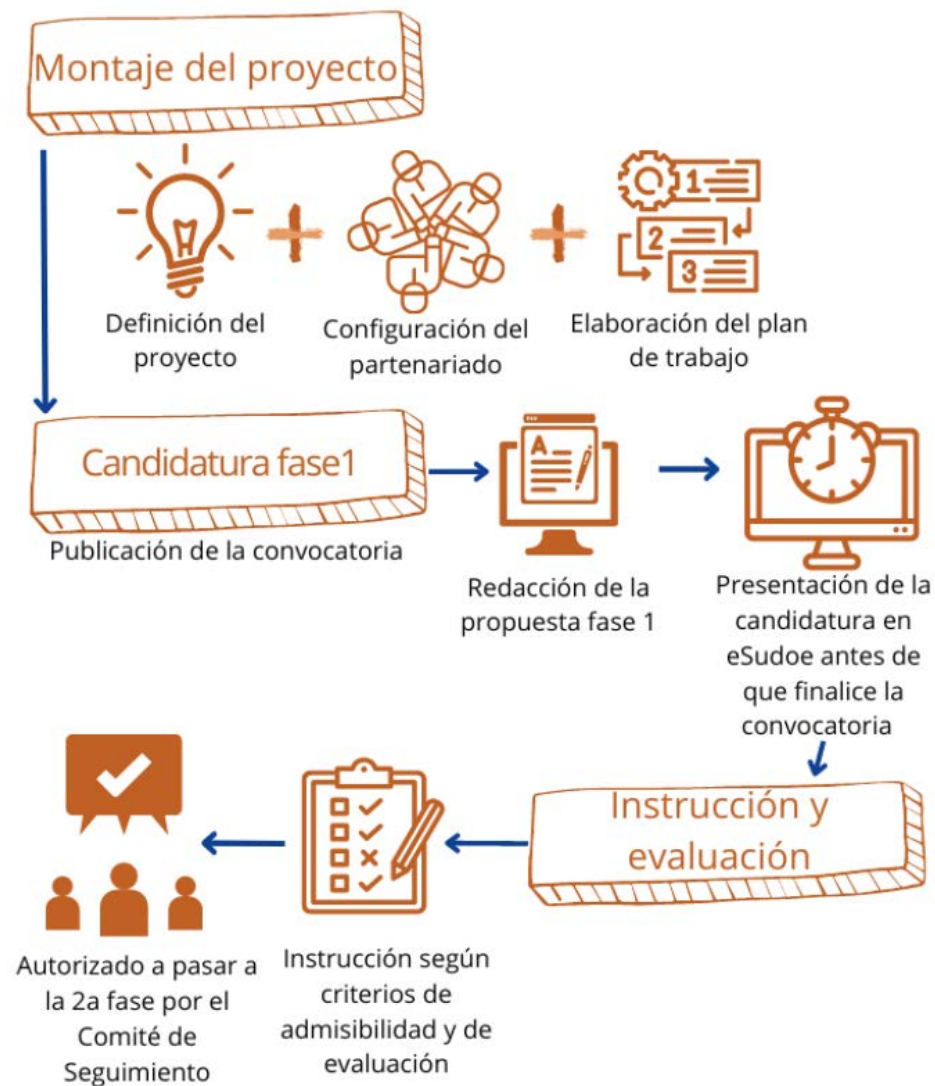 Montaje del proyecto
1
2
3
Definición del
proyecto
Configuración del
partenariado
Elaboración del plan
de trabajo
Candidatura fase1
Publicación de la convocatoria
A
Redacción de la
propuesta fase 1
Presentación de la
candidatura en
eSudoe antes de
que finalice la
convocatoria
Instrucción y
evaluación
Instrucción según
criterios de
admisibilidad y de
evaluación
Autorizado a pasar a
la 2a fase por el
Comité de
Seguimiento